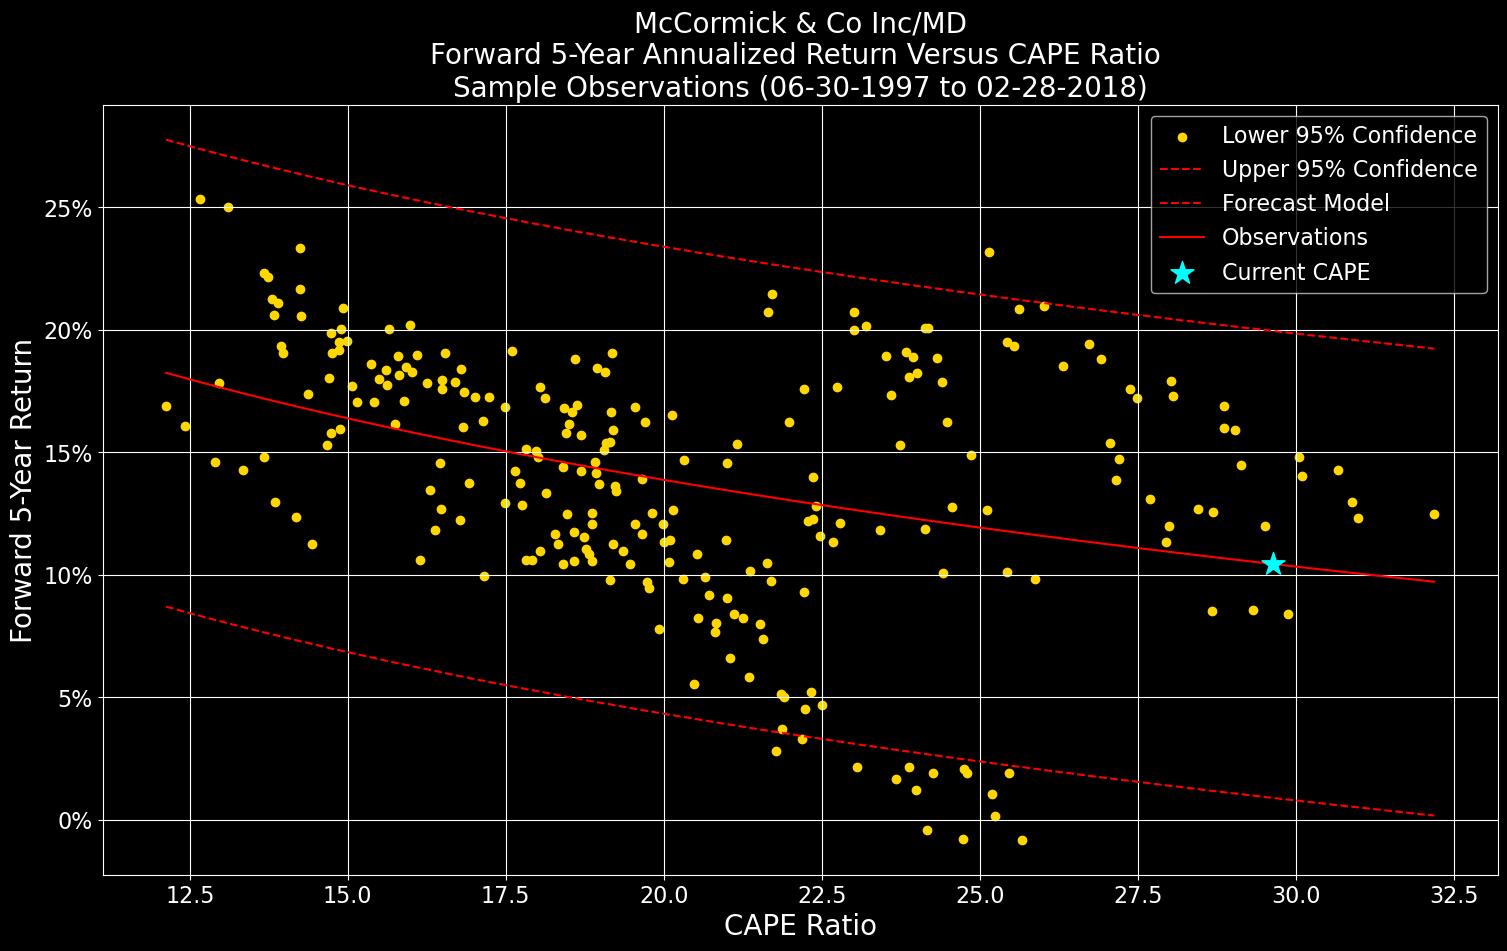 McCormick & Co Inc/MD
Forward 5-Year Annualized Return Versus CAPE Ratio
Sample Observations (06-30-1997 to 02-28-2018)
Lower 95% Confidence
Upper 95% Confidence
Forecast Model
Observations
Current CAPE
Forward 5-Year Return
25%
20%
15%
10%
5%
0%
12.5 15.0 17.5 20.0 22.5 25.0 27.5 30.0 32.5
CAPE Ratio